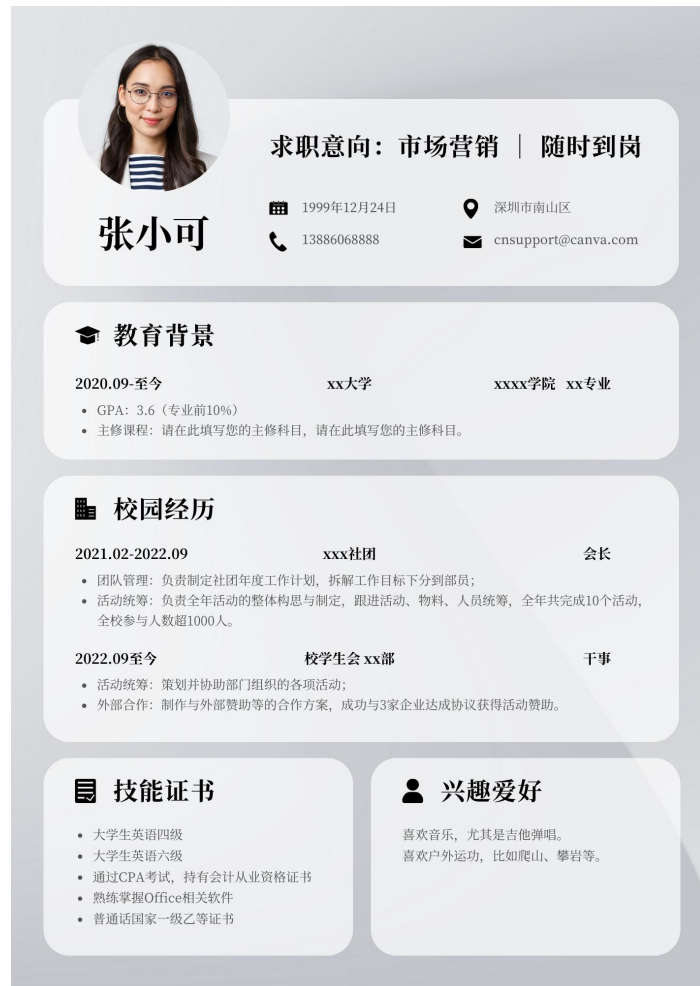 求职意向：市场营销 | 随时到岗
张小可
1999年12月24日
深圳市南山区
13886068888
cnsupport@canva.com
教育背景
2020.09-至今 xx大学 xxxx学院 xx专业
GPA：3.6（专业前10%）
主修课程：请在此填写您的主修科目，请在此填写您的主修科目。
校园经历
2021.02-2022.09 xxx社团 会长
团队管理：负责制定社团年度工作计划，拆解工作目标下分到部员；
活动统筹：负责全年活动的整体构思与制定，跟进活动、物料、人员统筹，全年共完成10个活动，
全校参与人数超1000人。
2022.09至今 校学生会 xx部 干事
活动统筹：策划并协助部门组织的各项活动；
外部合作：制作与外部赞助等的合作方案，成功与3家企业达成协议获得活动赞助。
技能证书
大学生英语四级
大学生英语六级
通过CPA考试，持有会计从业资格证书
熟练掌握Office相关软件
普通话国家一级乙等证书
兴趣爱好
喜欢音乐，尤其是吉他弹唱。
喜欢户外运功，比如爬山、攀岩等。